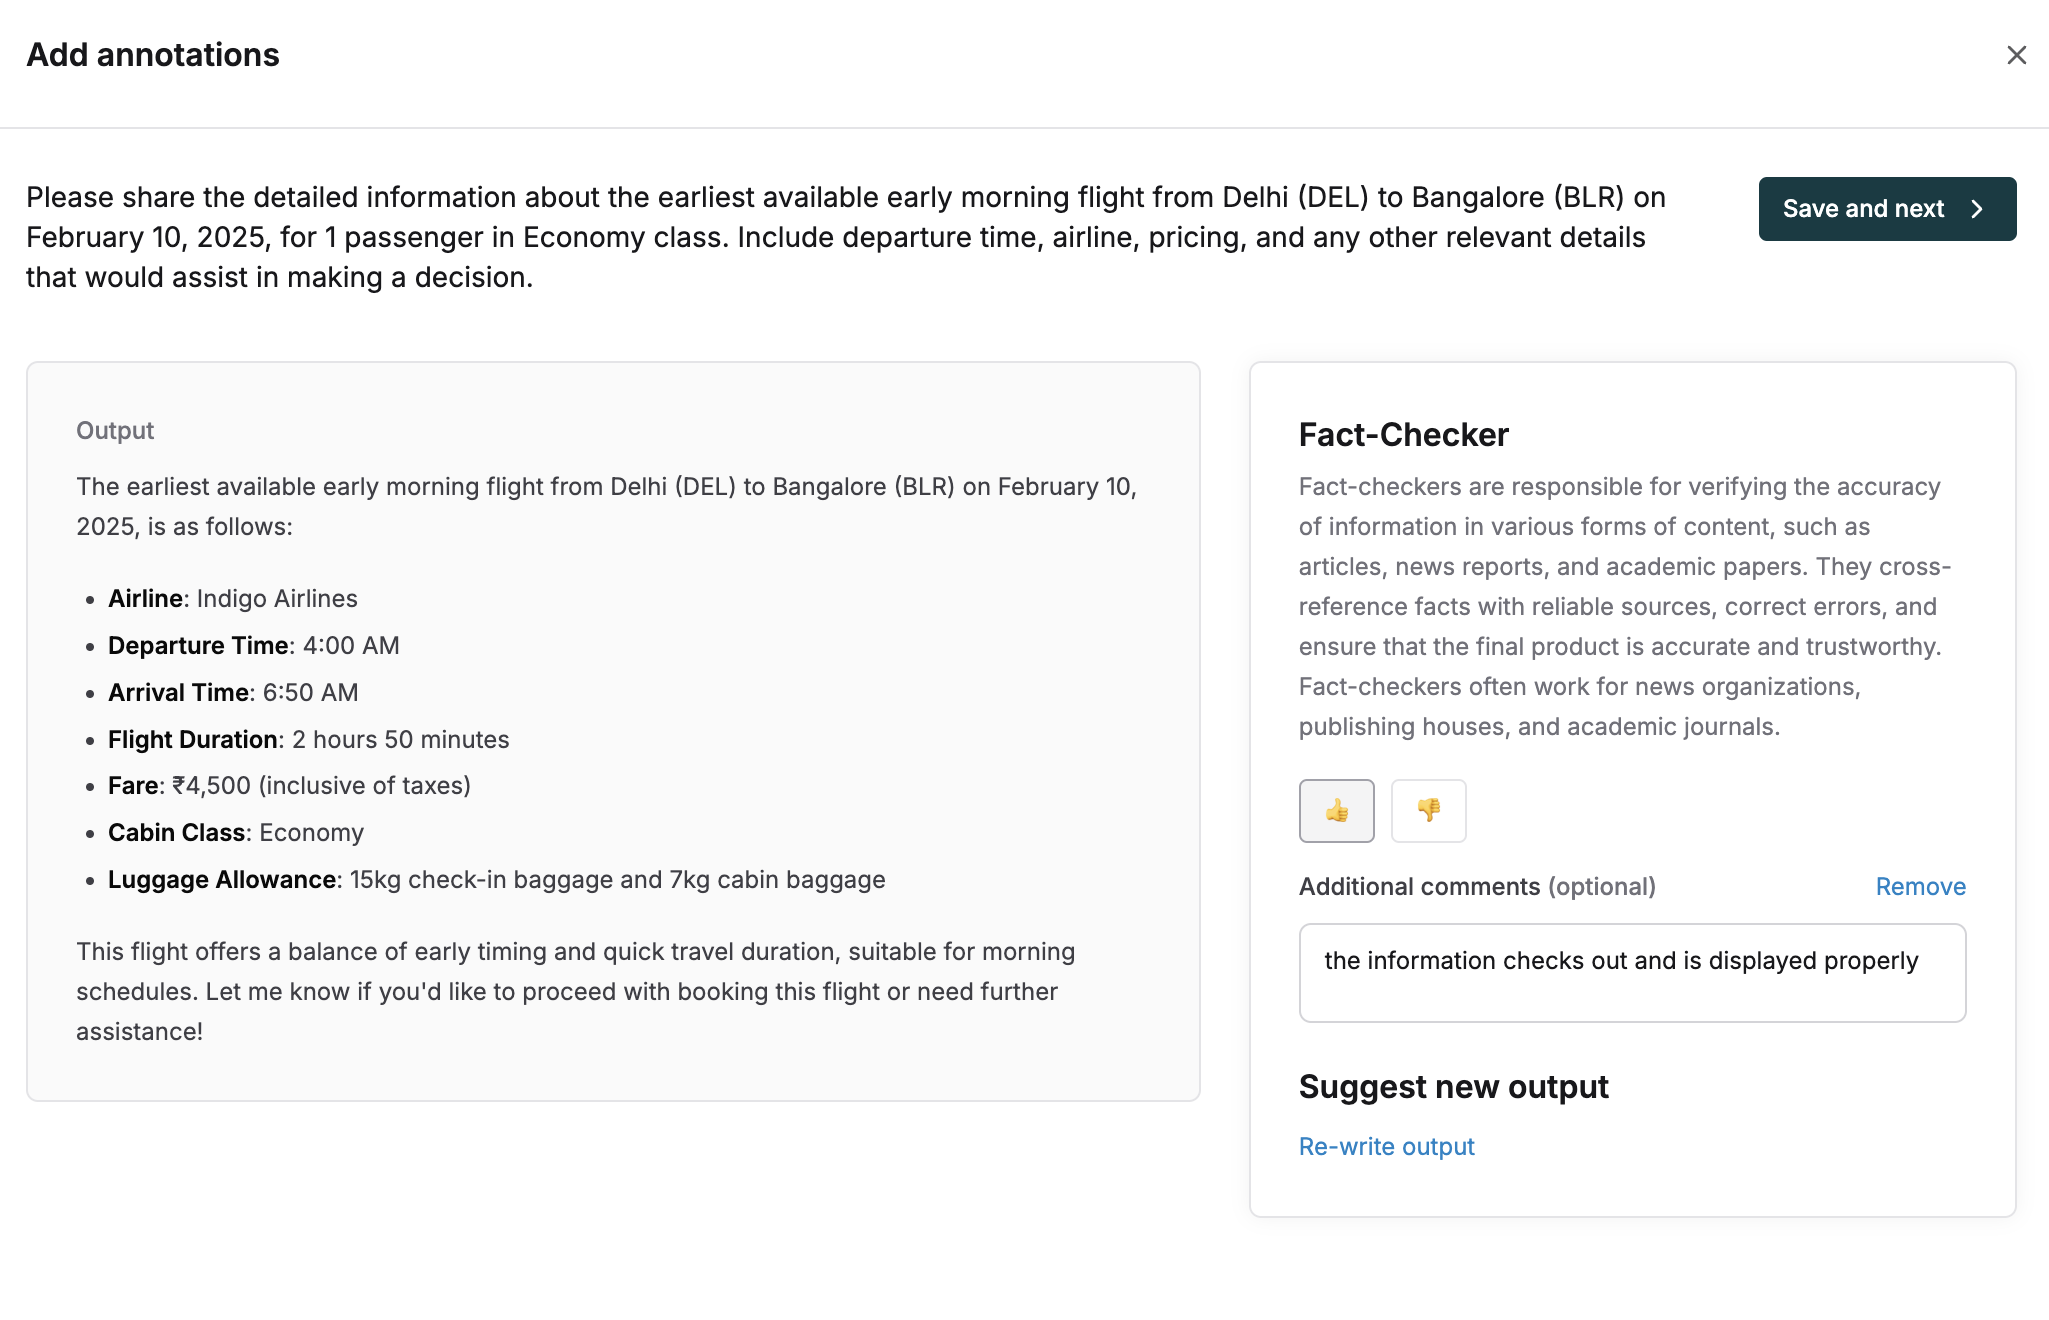 Add annotations
Please share the detailed information about the earliest available early morning flight from Delhi (DEL) to Bangalore (BLR) on
February 10, 2025, for 1 passenger in Economy class. Include departure time, airline, pricing, and any other relevant details
that would assist in making a decision.
Save and next
Output
The earliest available early morning flight from Delhi (DEL) to Bangalore (BLR) on February 10,
2025, is as follows:
Airline: Indigo Airlines
Departure Time: 4:00 AM
Arrival Time: 6:50 AM
Flight Duration: 2 hours 50 minutes
Fare: ₹4,500 (inclusive of taxes)
Cabin Class: Economy
Luggage Allowance: 15kg check-in baggage and 7kg cabin baggage
This flight offers a balance of early timing and quick travel duration, suitable for morning
schedules. Let me know if you'd like to proceed with booking this flight or need further
assistance!
Fact-Checker
Fact-checkers are responsible for verifying the accuracy
of information in various forms of content, such as
articles, news reports, and academic papers. They cross-
reference facts with reliable sources, correct errors, and
ensure that the final product is accurate and trustworthy.
Fact-checkers often work for news organizations,
publishing houses, and academic journals.
Additional comments (optional)
Remove
the information checks out and is displayed properly
Suggest new output
Re-write output